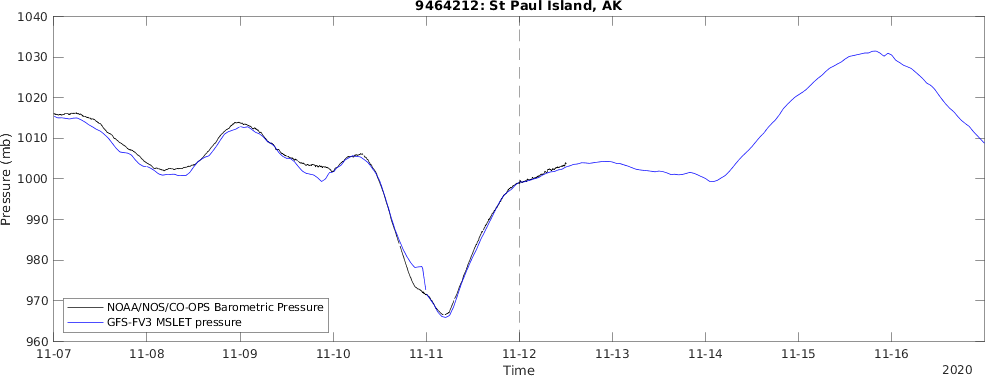 9464212: St Paul Island, AK
Pressure (mb)
1040
1030
1020
1010
1000
990
980
970
960
NOAA/NOS/CO-OPS Barometric Pressure
GFS-FV3 MSLET pressure
11-07 11-08 11-09 11-10 11-11 11-12 11-13 11-14 11-15 11-16
Time
2020